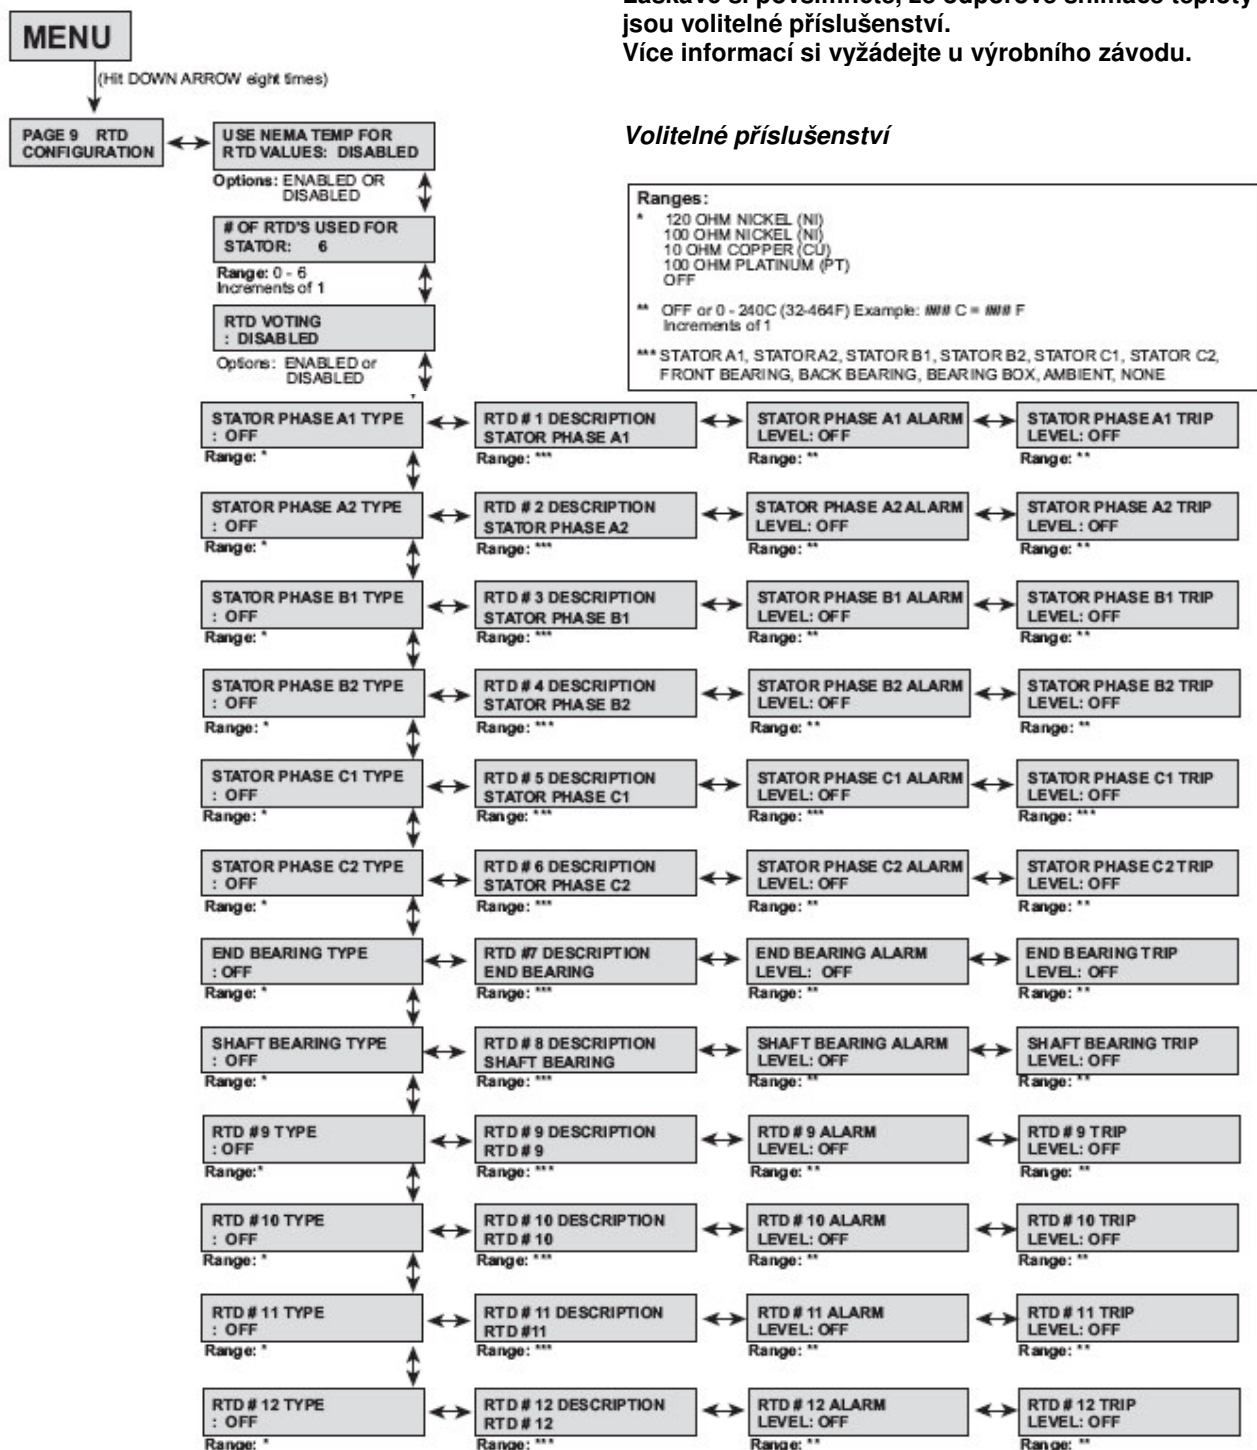 Laskavě si povšimněte, že odporové snímače teploty
jsou volitelné příslušenství.
Více informací si vyžádejte u výrobního závodu.
MENU
(Hit DOWN ARROW eight times)
Volitelné příslušenství
PAGE 9 RTD
CONFIGURATION
USE NEMA TEMP FOR
RTD VALUES: DISABLED
Options: ENABLED OR
DISABLED
# OF RTD'S USED FOR
STATOR: 6
Range: 0 - 6
Increments of 1
RTD VOTING
: DISABLED
Options: ENABLED or
DISABLED
Ranges:
* 120 OHM NICKEL (NI)
100 OHM NICKEL (NI)
10 OHM COPPER (CU)
100 OHM PLATINUM (PT)
OFF
** OFF or 0 - 240C (32-464F) Example: ### C = ### F
Increments of 1
*** STATOR A1, STATOR A2, STATOR B1, STATOR B2, STATOR C1, STATOR C2,
FRONT BEARING, BACK BEARING, BEARING BOX, AMBIENT, NONE
STATOR PHASE A1 TYPE
: OFF
Range: *
RTD # 1 DESCRIPTION
STATOR PHASE A1
Range: ***
STATOR PHASE A1 ALARM
LEVEL: OFF
Range: **
STATOR PHASE A1 TRIP
LEVEL: OFF
Range: **
STATOR PHASE A2 TYPE
: OFF
Range: *
RTD # 2 DESCRIPTION
STATOR PHASE A2
Range: ***
STATOR PHASE A2 ALARM
LEVEL: OFF
Range: **
STATOR PHASE A2 TRIP
LEVEL: OFF
Range: **
STATOR PHASE B1 TYPE
: OFF
Range: *
RTD # 3 DESCRIPTION
STATOR PHASE B1
Range: ***
STATOR PHASE B1 ALARM
LEVEL: OFF
Range: **
STATOR PHASE B1 TRIP
LEVEL: OFF
Range: **
STATOR PHASE B2 TYPE
: OFF
Range: *
RTD # 4 DESCRIPTION
STATOR PHASE B2
Range: ***
STATOR PHASE B2 ALARM
LEVEL: OFF
Range: **
STATOR PHASE B2 TRIP
LEVEL: OFF
Range: **
STATOR PHASE C1 TYPE
: OFF
Range: *
RTD # 5 DESCRIPTION
STATOR PHASE C1
Range: ***
STATOR PHASE C1 ALARM
LEVEL: OFF
Range: ***
STATOR PHASE C1 TRIP
LEVEL: OFF
Range: ***
STATOR PHASE C2 TYPE
: OFF
Range: *
RTD # 6 DESCRIPTION
STATOR PHASE C2
Range: ***
STATOR PHASE C2 ALARM
LEVEL: OFF
Range: **
STATOR PHASE C2 TRIP
LEVEL: OFF
Range: **
END BEARING TYPE
: OFF
Range: *
RTD #7 DESCRIPTION
END BEARING
Range: ***
END BEARING ALARM
LEVEL: OFF
Range: **
END BEARING TRIP
LEVEL: OFF
Range: **
SHAFT BEARING TYPE
: OFF
Range: *
RTD # 8 DESCRIPTION
SHAFT BEARING
Range: ***
SHAFT BEARING ALARM
LEVEL: OFF
Range: **
SHAFT BEARING TRIP
LEVEL: OFF
Range: **
RTD #9 TYPE
: OFF
Range:*
RTD # 9 DESCRIPTION
RTD # 9
Range: ***
RTD # 9 ALARM
LEVEL: OFF
Range: **
RTD # 9 TRIP
LEVEL: OFF
Range: **
RTD #10 TYPE
: OFF
Range: *
RTD # 10 DESCRIPTION
RTD # 10
Range: ***
RTD # 10 ALARM
LEVEL: OFF
Range: **
RTD # 10 TRIP
LEVEL: OFF
Range: **
RTD # 11 TYPE
: OFF
Range: *
RTD # 11 DESCRIPTION
RTD #11
Range: ***
RTD # 11 ALARM
LEVEL: OFF
Range: **
RTD # 11 TRIP
LEVEL: OFF
Range: **
RTD # 12 TYPE
: OFF
Range: *
RTD # 12 DESCRIPTION
RTD # 12
Range: ***
RTD # 12 ALARM
LEVEL: OFF
Range: **
RTD # 12 TRIP
LEVEL: OFF
Range: **